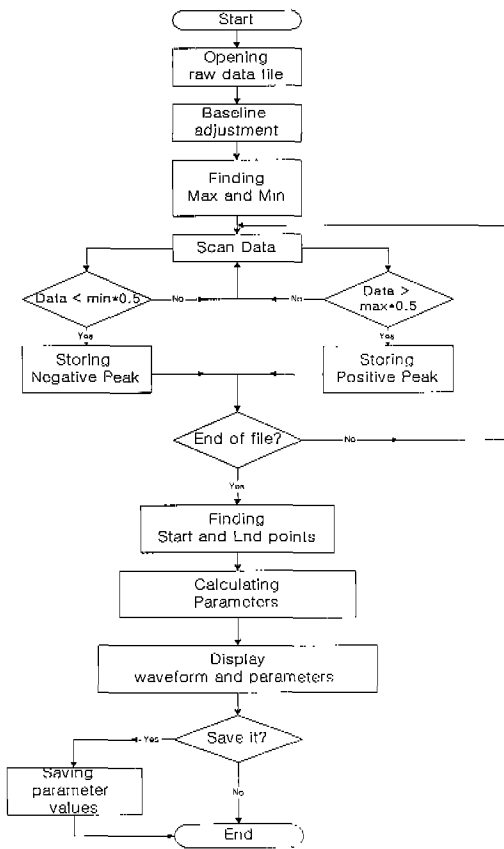 Start
Opening
raw data file
Baseline
adjustment
Finding
Max and Min
Scan Data
Data < min*0.5
No
No
Data >
max*0.5
Yes
Yes
Storing
Negative Peak
Storing
Positive Peak
End of file?
No
Yes
Finding
Start and End points
Calculating
Parameters
Display
waveform and parameters
Yes
Save it?
No
Saving
parameter
values
End